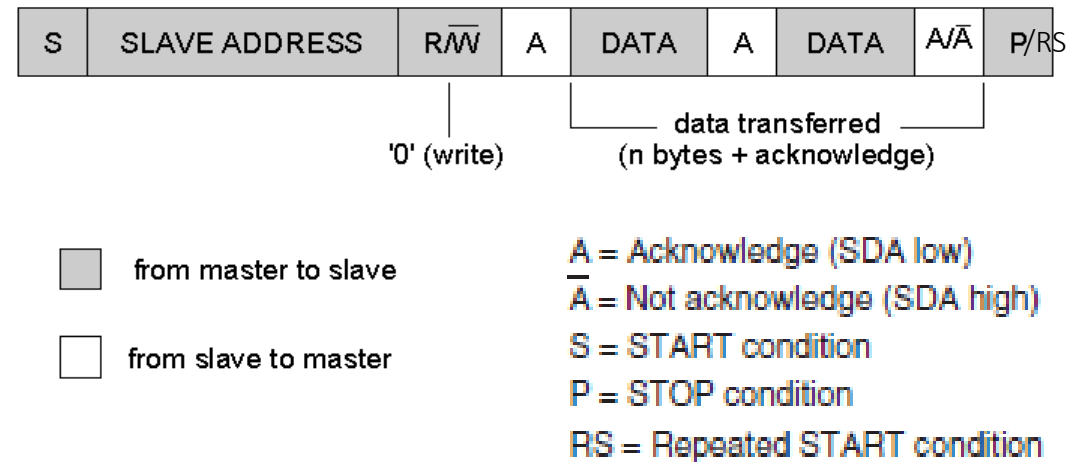 S SLAVE ADDRESS R/W̅ A DATA A DATA A/A̅ P/RS
'0' (write)
data transferred
(n bytes + acknowledge)
from master to slave
from slave to master
A = Acknowledge (SDA low)
A̅ = Not acknowledge (SDA high)
S = START condition
P = STOP condition
RS = Repeated START condition